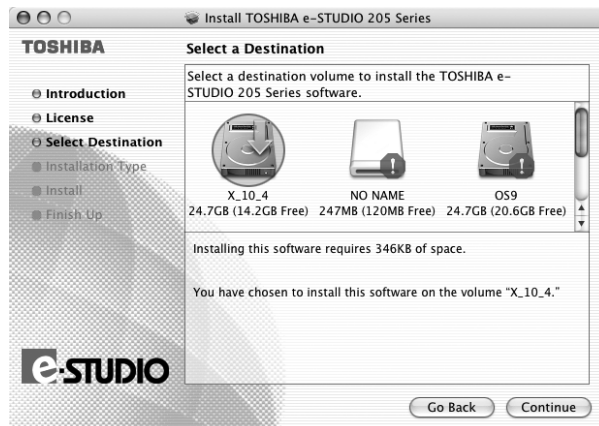 Install TOSHIBA e-STUDIO 205 Series
TOSHIBA
Select a Destination
Introduction
License
Select Destination
Installation Type
Install
Finish Up
Select a destination volume to install the TOSHIBA e-
STUDIO 205 Series software.
X_10_4
24.7GB (14.2GB Free)
NO NAME
247MB (120MB Free)
OS9
24.7GB (20.6GB Free)
Installing this software requires 346KB of space.
You have chosen to install this software on the volume “X_10_4.”
e-STUDIO
Go Back
Continue